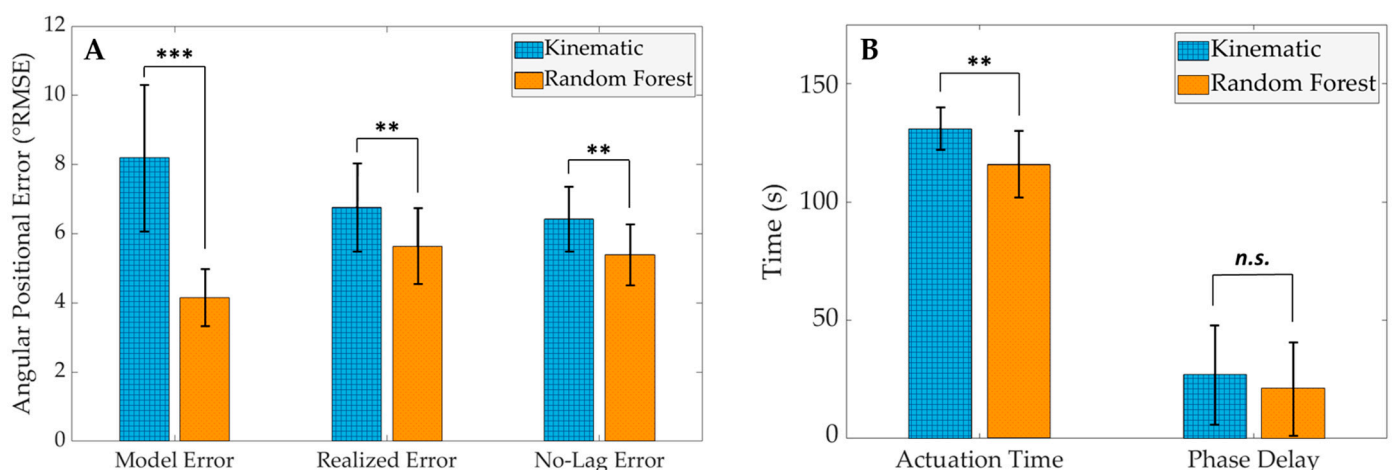 A
Angular Positional Error (°RMSE)
12
10
8
6
4
2
0
Kinematic
Random Forest
***
**
**
Model Error
Realized Error
No-Lag Error
B
Time (s)
150
100
50
0
Kinematic
Random Forest
**
n.s.
Actuation Time
Phase Delay